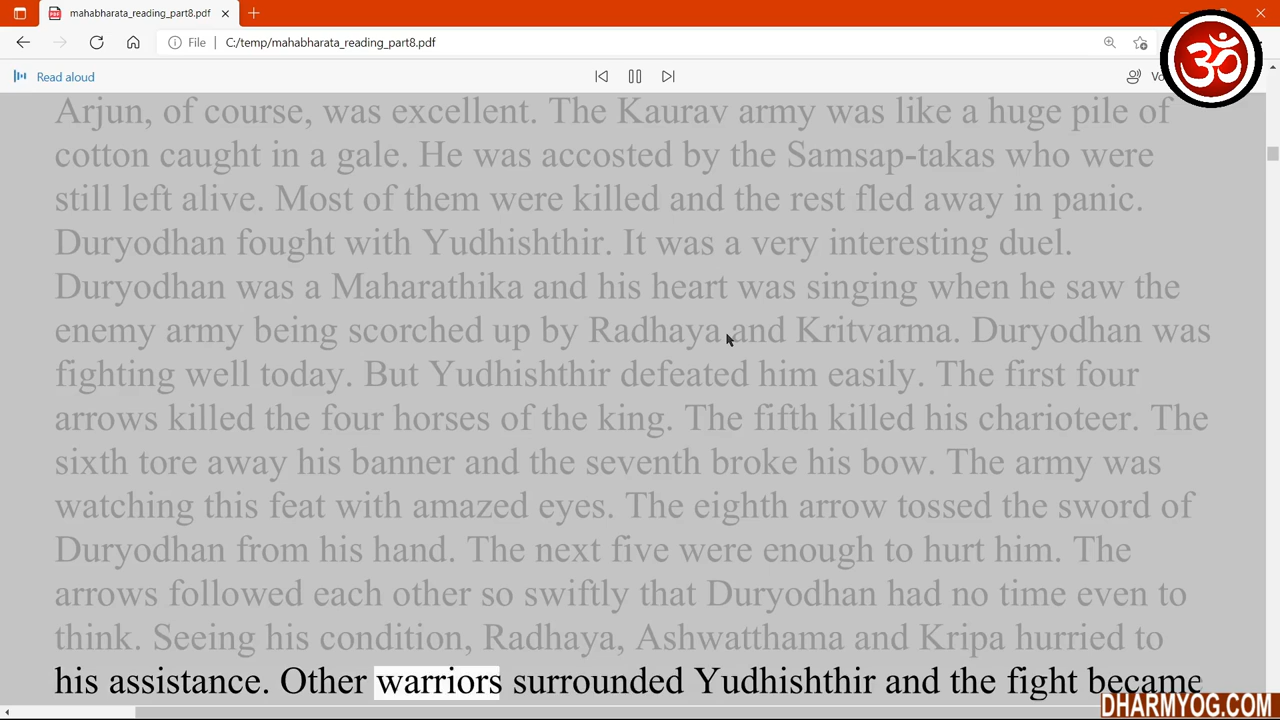 mahabharata_reading_part8.pdf
File C:/temp/mahabharata_reading_part8.pdf
Read aloud
Arjun, of course, was excellent. The Kaurav army was like a huge pile of
cotton caught in a gale. He was accosted by the Samsap-takas who were
still left alive. Most of them were killed and the rest fled away in panic.
Duryodhan fought with Yudhishthir. It was a very interesting duel.
Duryodhan was a Maharathika and his heart was singing when he saw the
enemy army being scorched up by Radhaya and Kritvarma. Duryodhan was
fighting well today. But Yudhishthir defeated him easily. The first four
arrows killed the four horses of the king. The fifth killed his charioteer. The
sixth tore away his banner and the seventh broke his bow. The army was
watching this feat with amazed eyes. The eighth arrow tossed the sword of
Duryodhan from his hand. The next five were enough to hurt him. The
arrows followed each other so swiftly that Duryodhan had no time even to
think. Seeing his condition, Radhaya, Ashwatthama and Kripa hurried to
his assistance. Other warriors surrounded Yudhishthir and the fight became
DHARMYOG.COM
ॐ